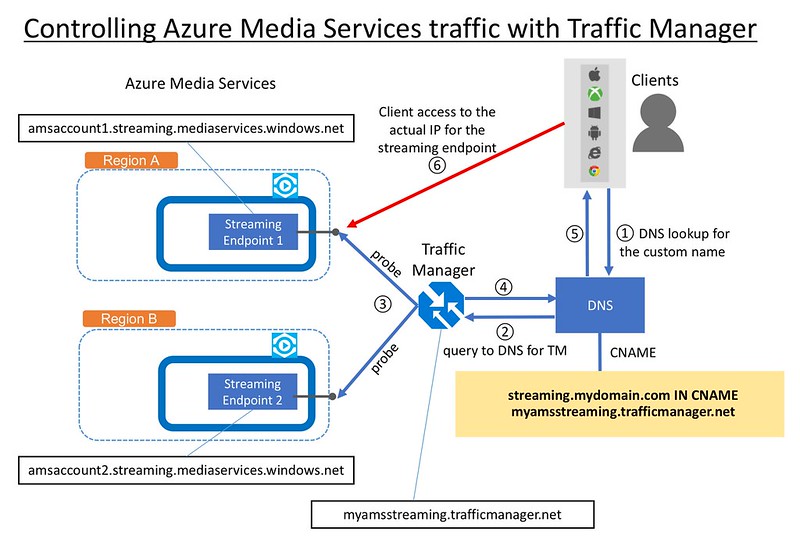 Controlling Azure Media Services traffic with Traffic Manager
Azure Media Services
Clients
amsaccount1.streaming.mediaservices.windows.net
Client access to the
actual IP for the
streaming endpoint
⑥
Region A
Streaming
Endpoint 1
⑤
① DNS lookup for
the custom name
probe
Traffic
Manager
③
④
DNS
②
query to DNS for TM
CNAME
Region B
probe
Streaming
Endpoint 2
streaming.mydomain.com IN CNAME
myamsstreaming.trafficmanager.net
amsaccount2.streaming.mediaservices.windows.net
myamsstreaming.trafficmanager.net